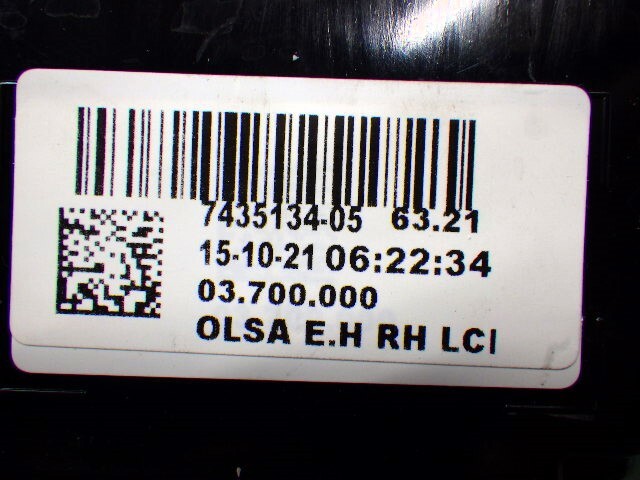 7435134-05 63.21
15-10-21 06:22:34
03.700.000
OLSA E.H RH LCI